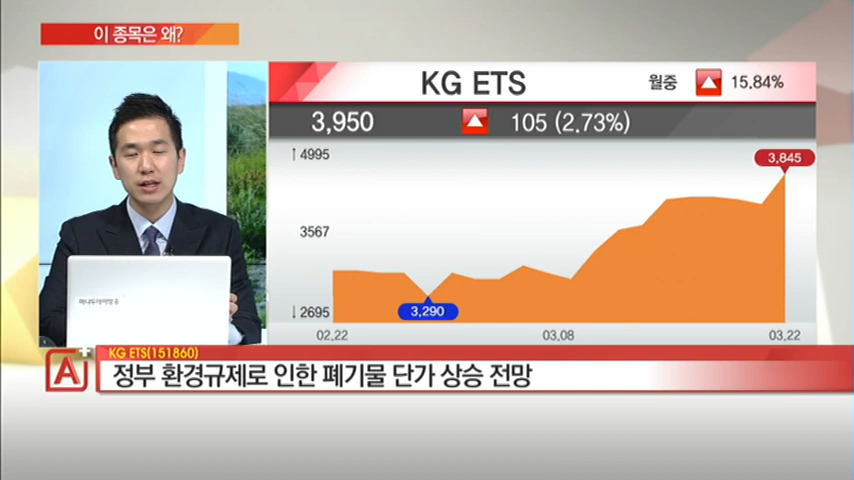 이 종목은 왜?
KG ETS
월중 15.84%
3,950 105 (2.73%)
↑4995
3,845
3567
3,290
↓2695
02.22 03.08 03.22
KG ETS(151860)
A+
정부 환경규제로 인한 폐기물 단가 상승 전망